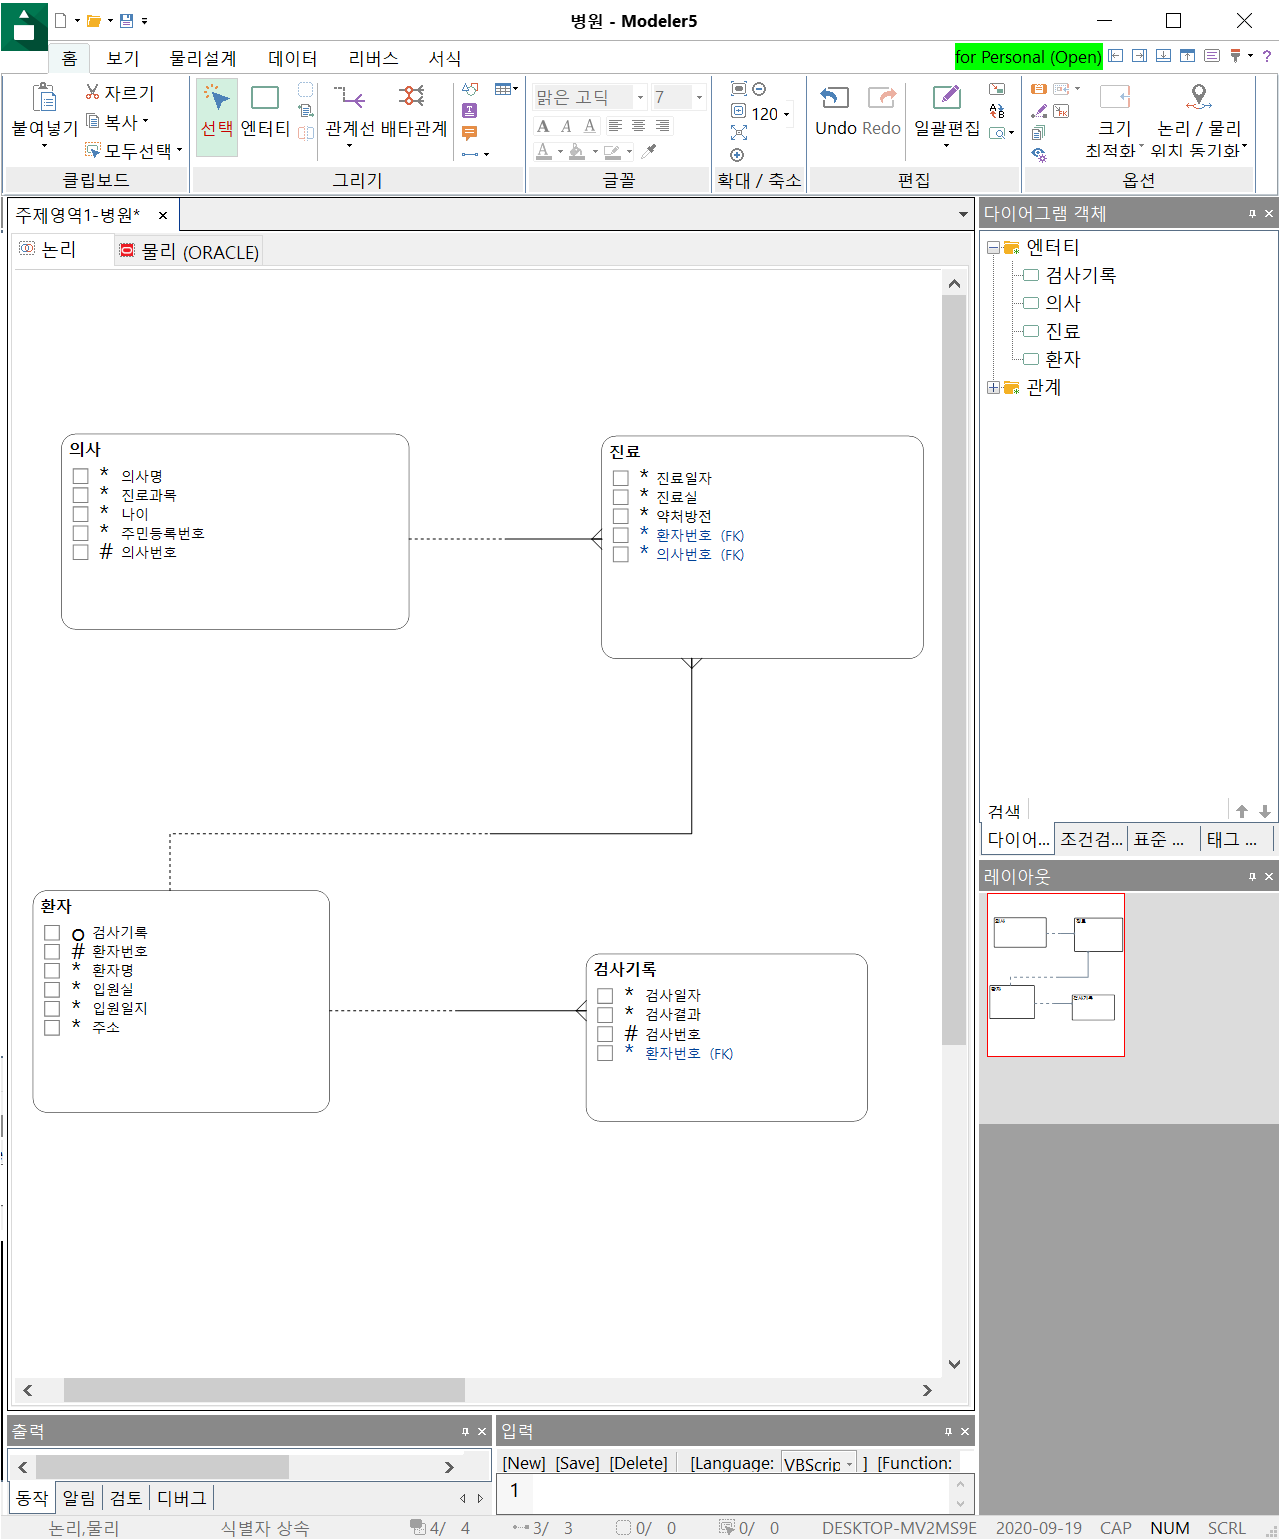 병원 - Modeler5
홈 보기 물리설계 데이터 리버스 서식
for Personal (Open)
붙여넣기 자르기 복사 모두선택
클립보드
선택 엔터티 관계선 배타관계
그리기
맑은 고딕 7
A A A
A
글꼴
120
확대 / 축소
Undo Redo 일괄편집
편집
크기 최적화 논리 / 물리 위치 동기화
옵션
주제영역1-병원*
논리 물리 (ORACLE)
다이어그램 객체
엔터티
검사기록
의사
진료
환자
관계
의사
* 의사명
* 진로과목
* 나이
* 주민등록번호
# 의사번호
진료
* 진료일자
* 진료실
* 약처방전
* 환자번호 (FK)
* 의사번호 (FK)
환자
o 검사기록
# 환자번호
* 환자명
* 입원실
* 입원일지
* 주소
검사기록
* 검사일자
* 검사결과
# 검사번호
* 환자번호 (FK)
검색
다이어... 조건검... 표준 ... 태그 ...
레이아웃
의사
진료
환자
검사기록
출력
동작 알림 검토 디버그
입력
[New] [Save] [Delete] [Language: VBScrip ] [Function:
1
논리,물리 식별자 상속 4/ 4 3/ 3 0/ 0 0/ 0 DESKTOP-MV2MS9E 2020-09-19 CAP NUM SCRL